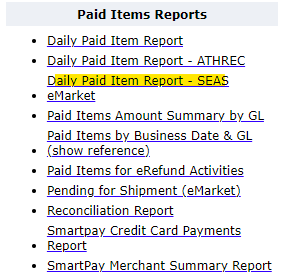 Paid Items Reports
Daily Paid Item Report
Daily Paid Item Report - ATHREC
Daily Paid Item Report - SEAS
eMarket
Paid Items Amount Summary by GL
Paid Items by Business Date & GL
(show reference)
Paid Items for eRefund Activities
Pending for Shipment (eMarket)
Reconciliation Report
Smartpay Credit Card Payments
Report
SmartPay Merchant Summary Report